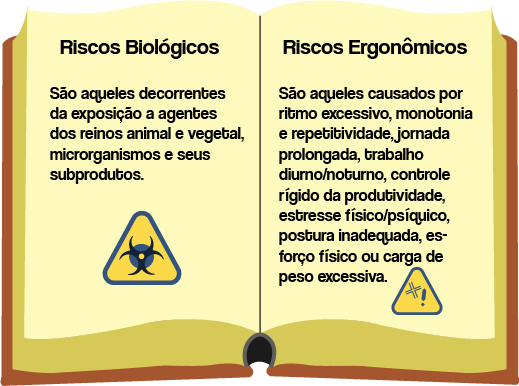 Riscos Biológicos
São aqueles decorrentes
da exposição a agentes
dos reinos animal e vegetal,
microrganismos e seus
subprodutos.
Riscos Ergonômicos
São aqueles causados por
ritmo excessivo, monotonia
e repetitividade, jornada
prolongada, trabalho
diurno/noturno, controle
rígido da produtividade,
estresse físico/psíquico,
postura inadequada, es-
forço físico ou carga de
peso excessiva.